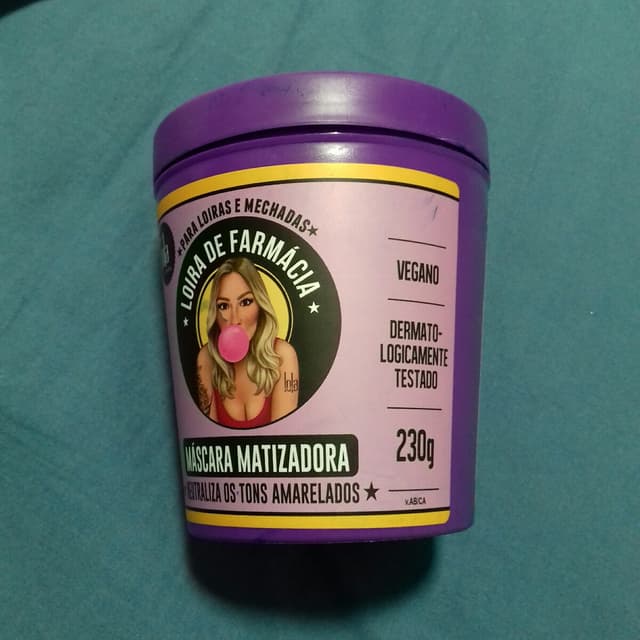 PARA LOIRAS E MECHADAS
LOIRA DE FARMÁCIA
lola
MÁSCARA MATIZADORA
NEUTRALIZA OS TONS AMARELADOS
VEGANO
DERMATO-
LOGICAMENTE
TESTADO
230g